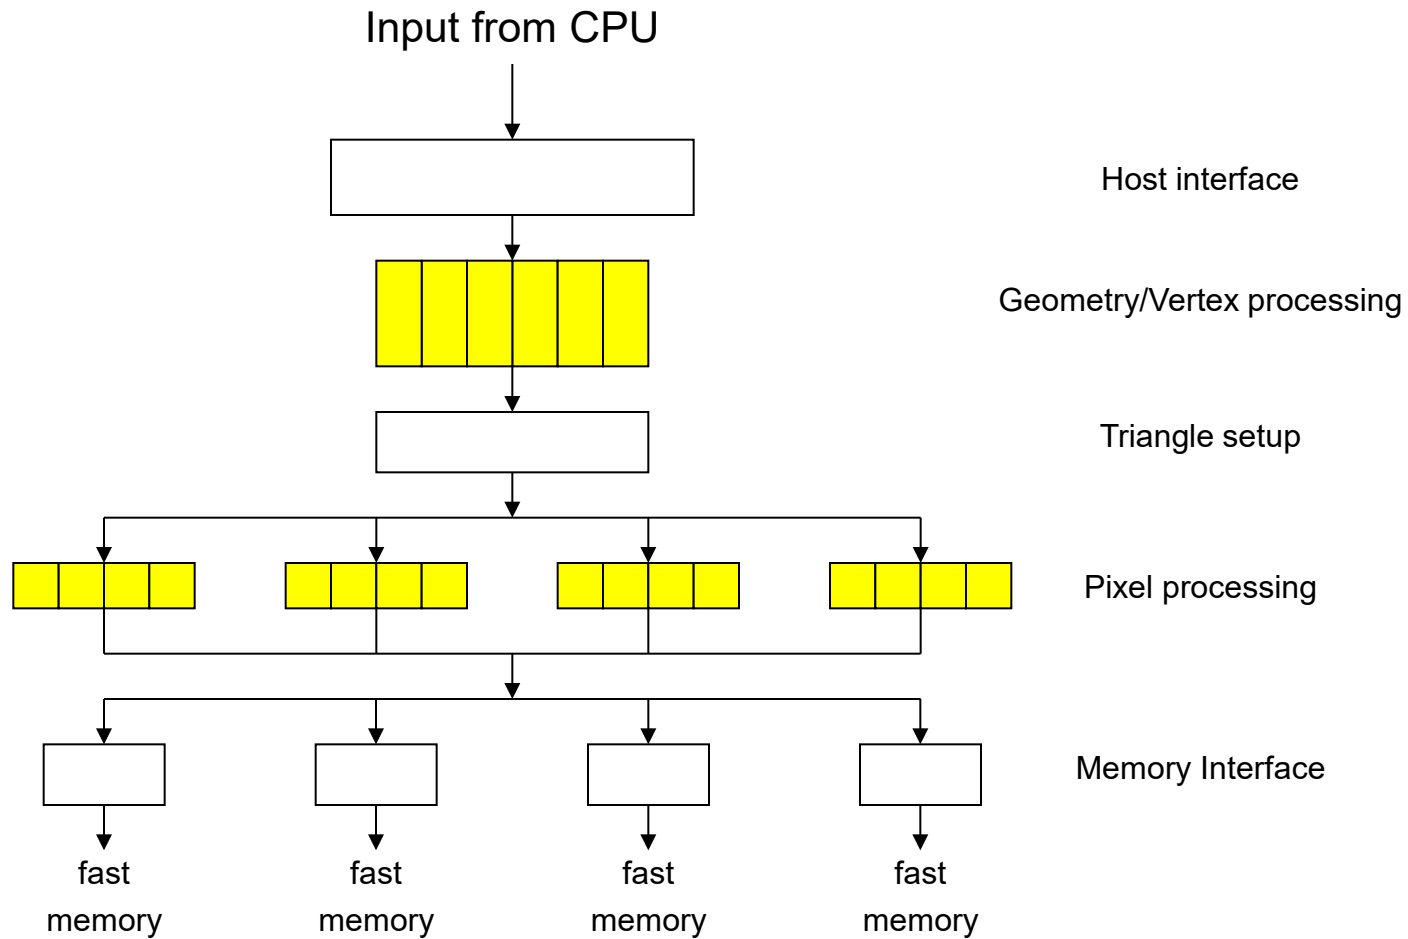 Input from CPU
Host interface
Geometry/Vertex processing
Triangle setup
Pixel processing
Memory Interface
fast fast fast fast
memory memory memory memory